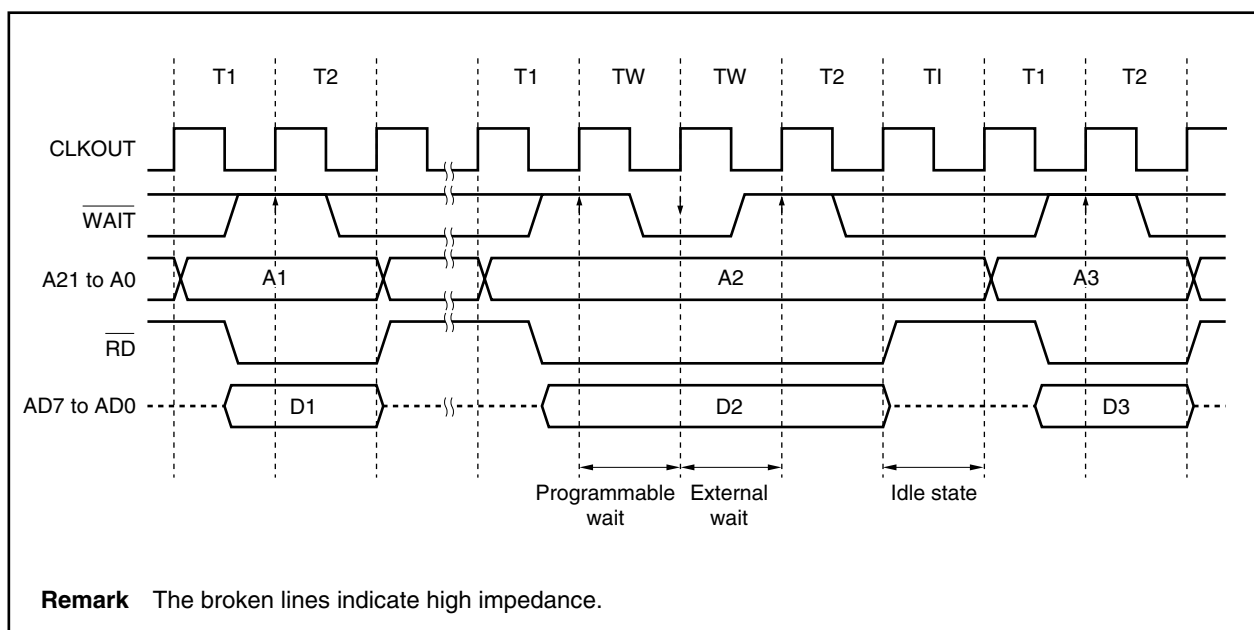 T1 T2 T1 TW TW T2 TI T1 T2
CLKOUT
WAIT
A21 to A0 A1 A2 A3
RD
AD7 to AD0 D1 D2 D3
Programmable wait
External wait
Idle state
Remark The broken lines indicate high impedance.